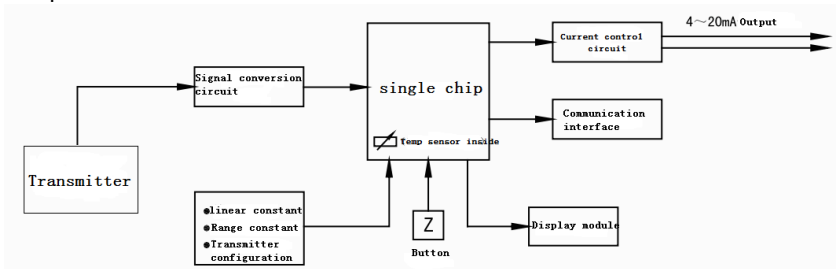 4～20mA Output
Current control
circuit
Signal conversion
circuit
single chip
Communication
interface
Temp sensor inside
Transmitter
●linear constant
●Range constant
●Transmitter
configuration
Z
Button
Display module